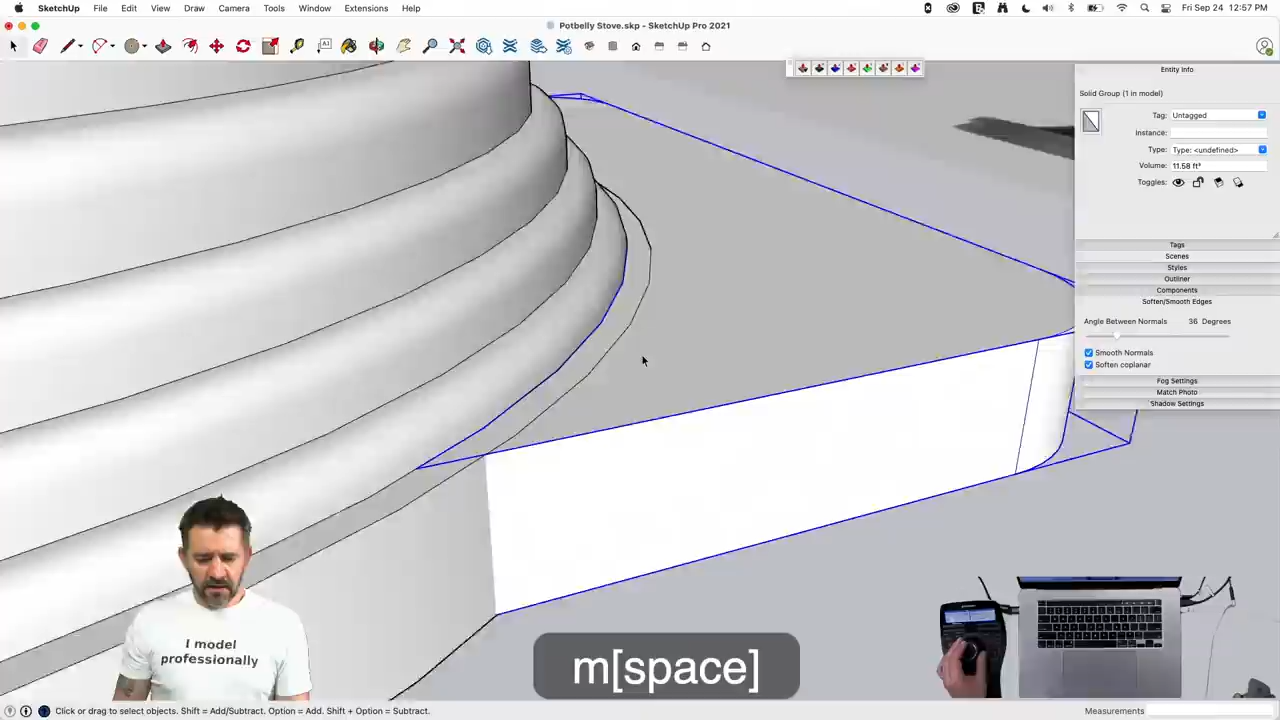 SketchUp File Edit View Draw Camera Tools Window Extensions Help
Fri Sep 24 12:57 PM
Potbelly Stove.skp - SketchUp Pro 2021
Entity Info
Solid Group (1 in model)
Tag: Untagged
Instance:
Type: Type: <undefined>
Volume: 11.58 ft³
Toggles:
Tags
Scenes
Styles
Outliner
Components
Soften/Smooth Edges
Angle Between Normals 36 Degrees
Smooth Normals
Soften coplanar
Fog Settings
Match Photo
Shadow Settings
I model
professionally
m[space]
Click or drag to select objects. Shift = Add/Subtract. Option = Add. Shift + Option = Subtract.
Measurements